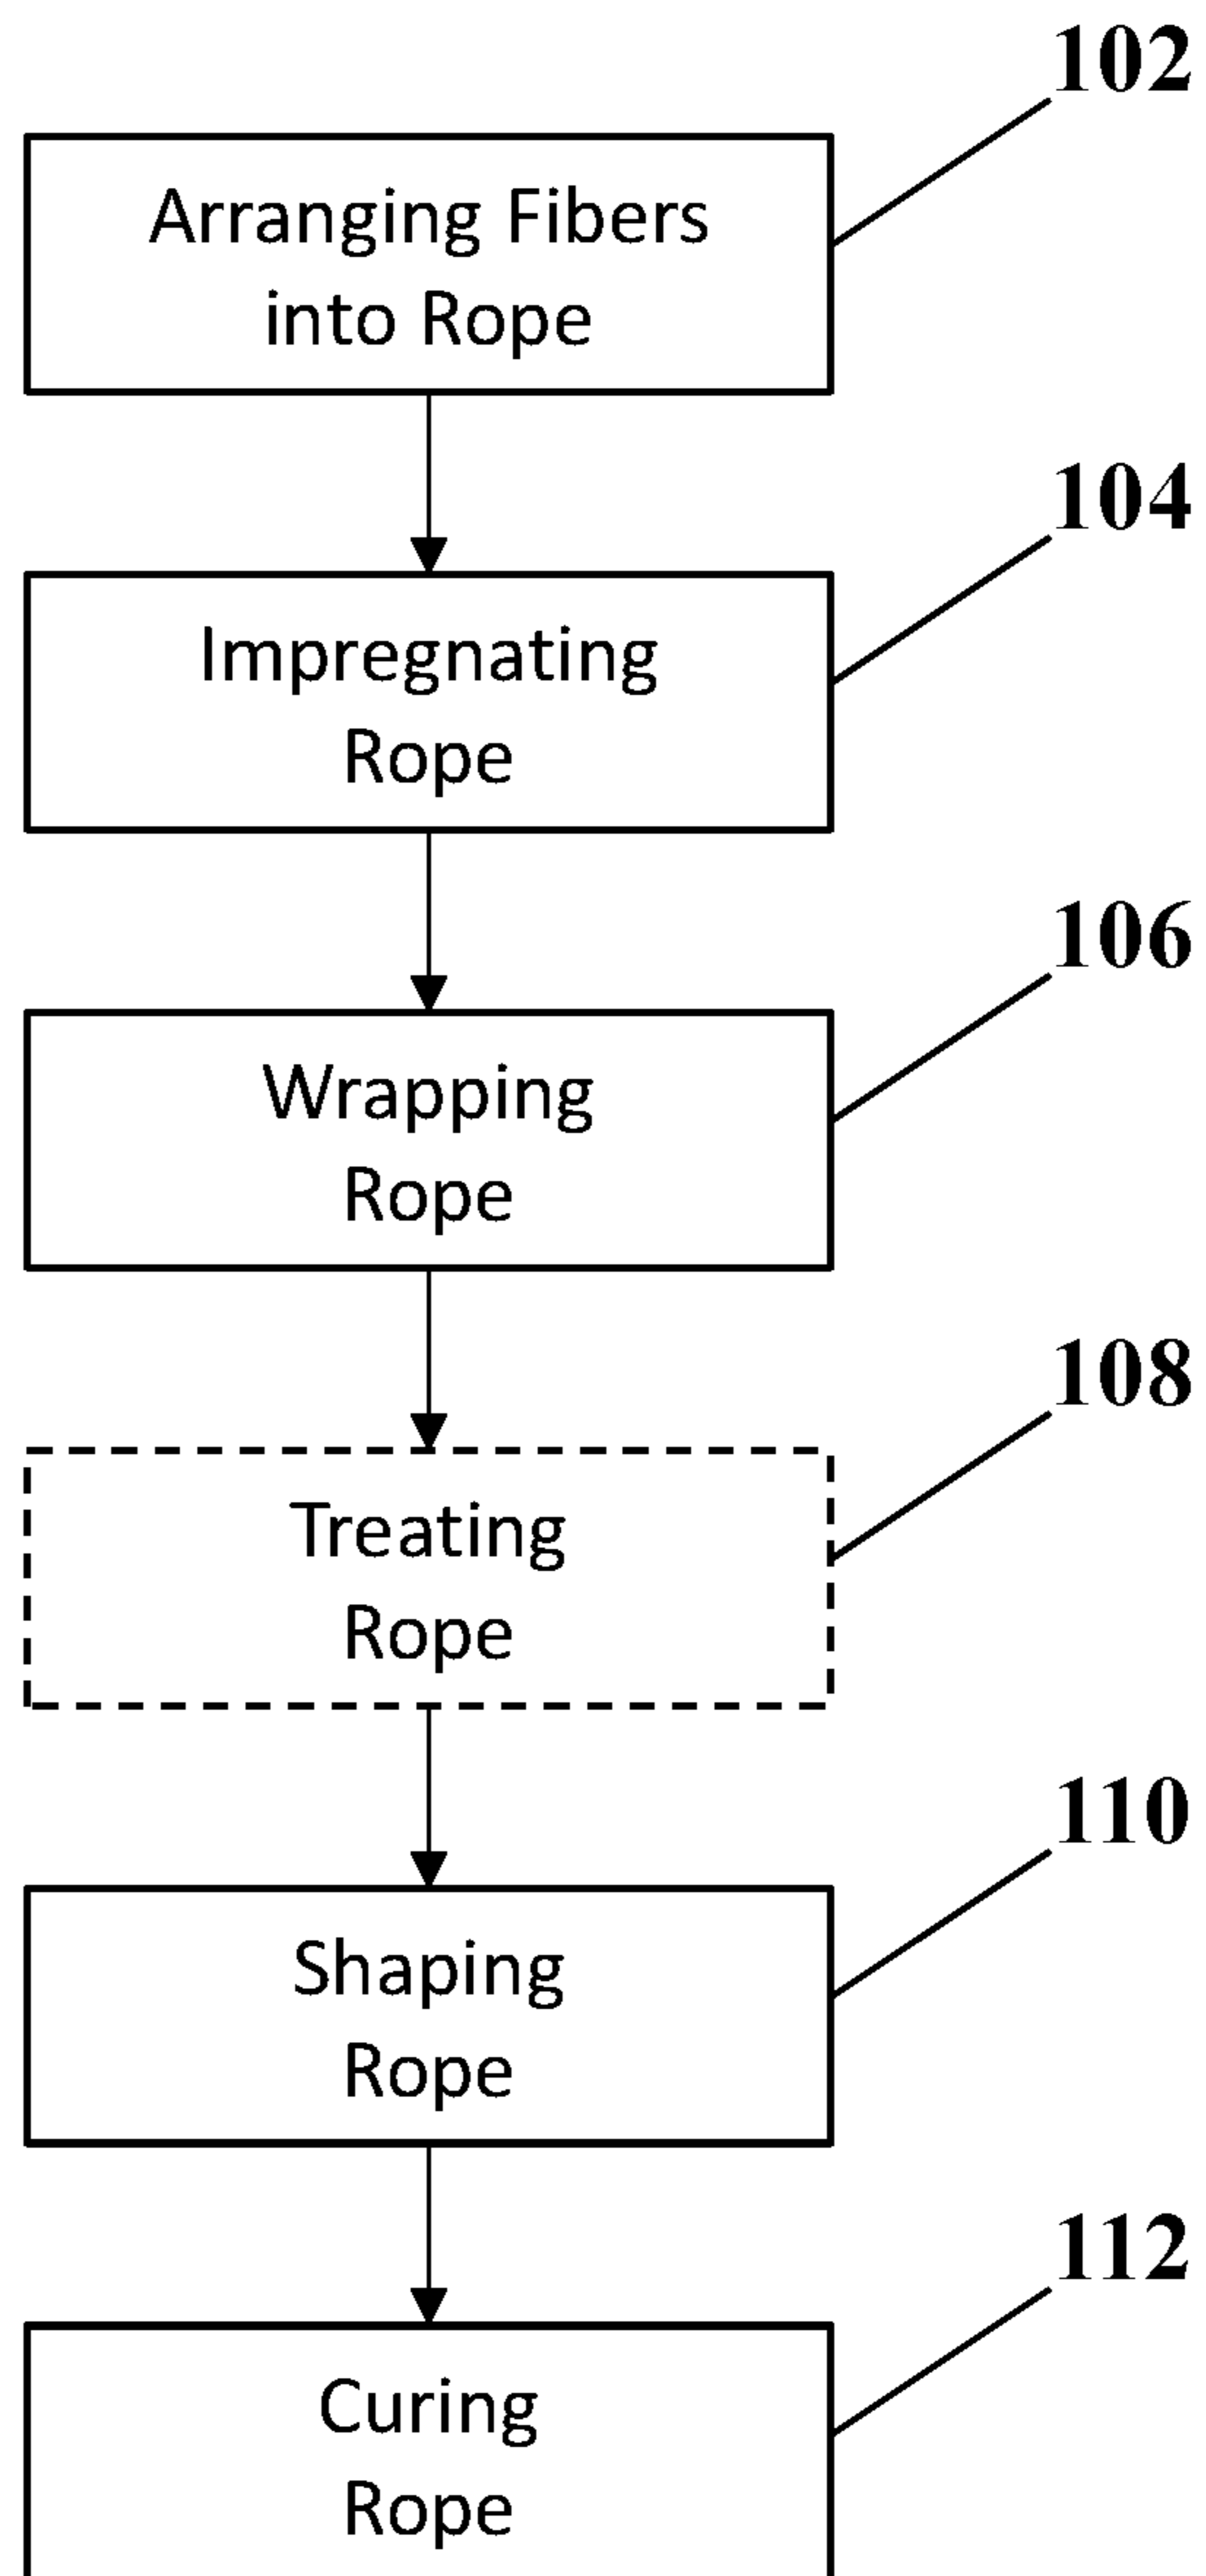 102
Arranging Fibers
into Rope
104
Impregnating
Rope
106
Wrapping
Rope
108
Treating
Rope
110
Shaping
Rope
112
Curing
Rope